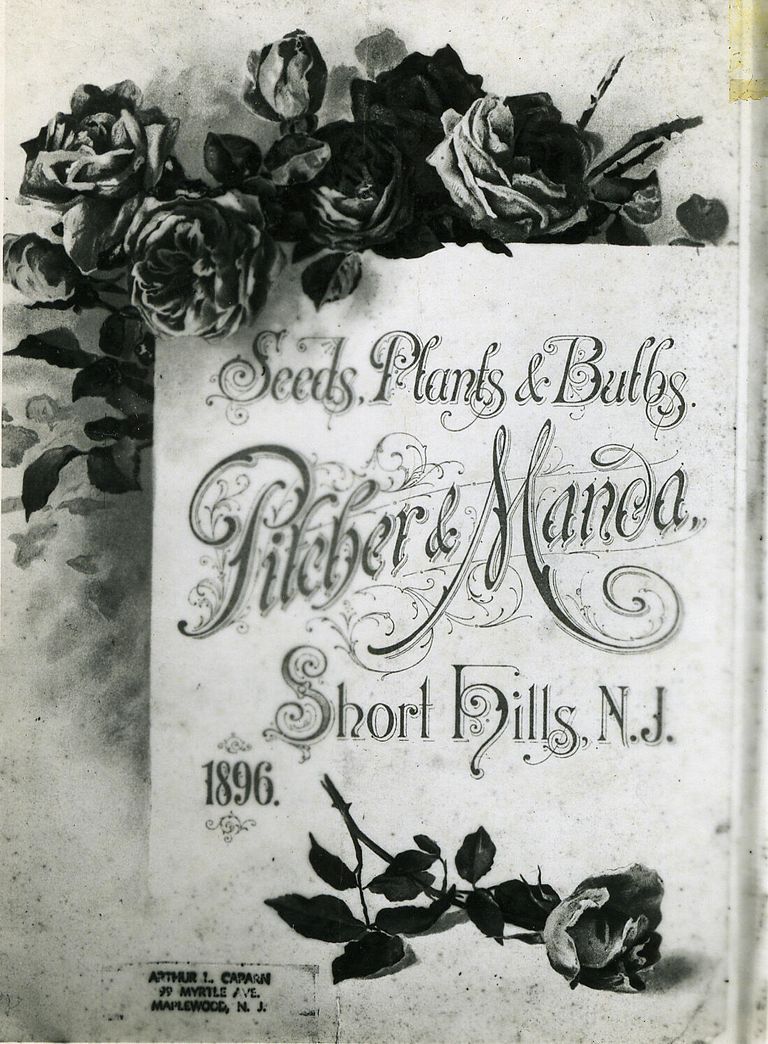 Seeds, Plants & Bulbs.
Pitcher & Manda,
Short Hills, N.J.
1896.
ARTHUR L. CAPARN
99 MYRTLE AVE.
MAPLEWOOD, N. J.